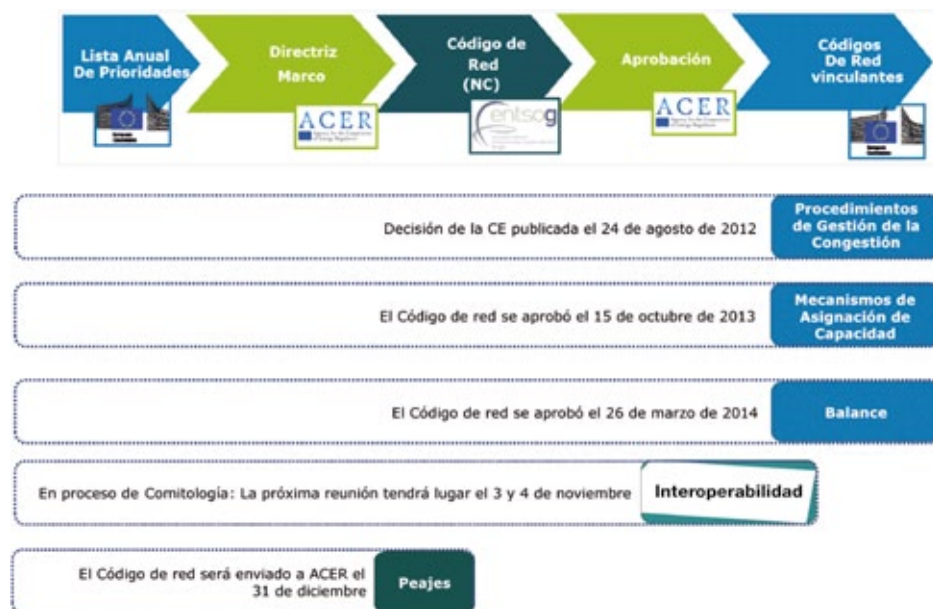 Lista Anual
De Prioridades
Directriz
Marco
Código de
Red
(NC)
Aprobación
Códigos
De Red
vinculantes
ACER
entsog
ACER
Decisión de la CE publicada el 24 de agosto de 2012
Procedimientos
de Gestión de la
Congestión
El Código de red se aprobó el 15 de octubre de 2013
Mecanismos de
Asignación de
Capacidad
El Código de red se aprobó el 26 de marzo de 2014
Balance
En proceso de Comitología: La próxima reunión tendrá lugar el 3 y 4 de noviembre
Interoperabilidad
El Código de red será enviado a ACER el
31 de diciembre
Peajes